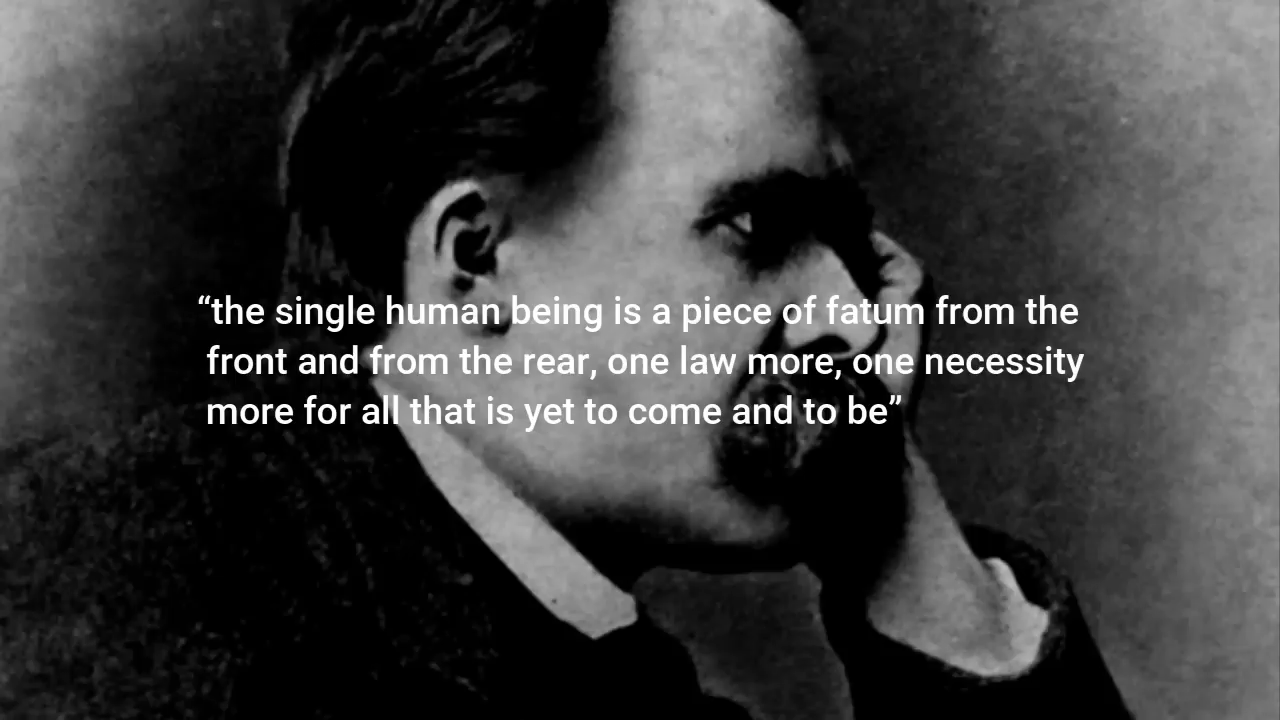 “the single human being is a piece of fatum from the
front and from the rear, one law more, one necessity
more for all that is yet to come and to be”